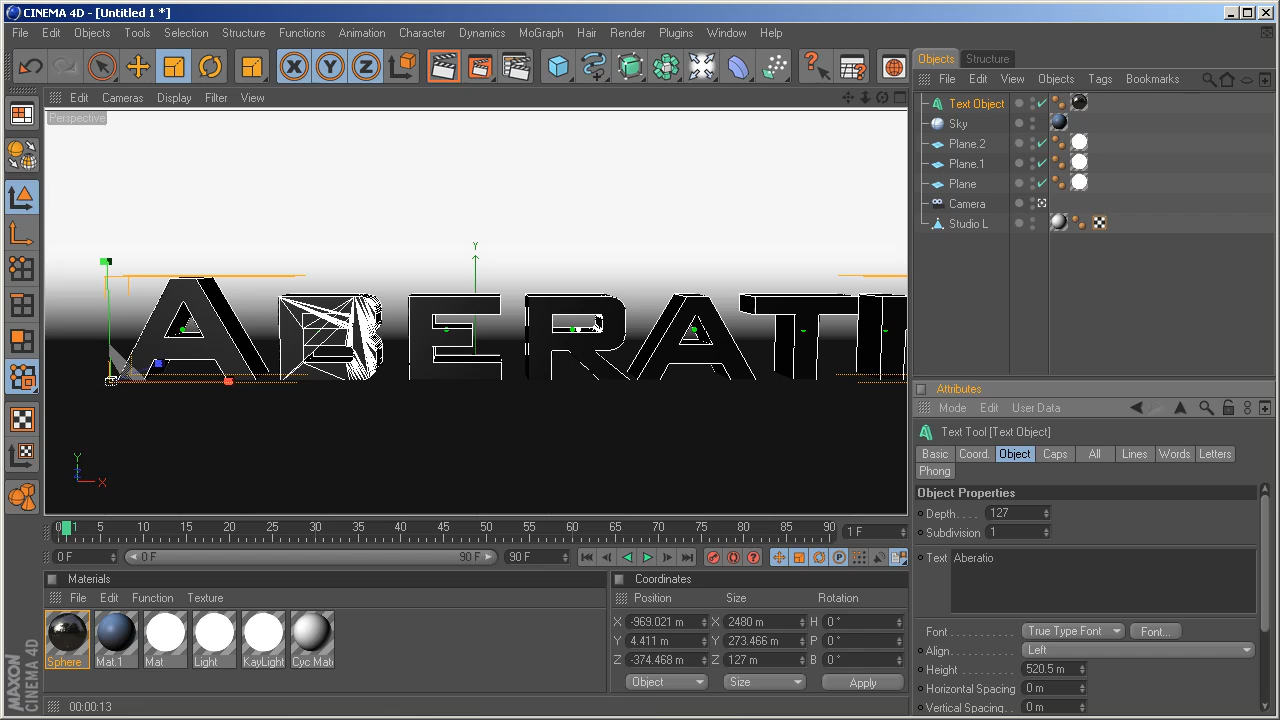 CINEMA 4D - [Untitled 1 *]
File Edit Objects Tools Selection Structure Functions Animation Character Dynamics MoGraph Hair Render Plugins Window Help
Edit Cameras Display Filter View
Perspective
ABERATI
Y
Y
Z
X
0 1 5 10 15 20 25 30 35 40 45 50 55 60 65 70 75 80 85 90 1 F
0 F 0 F 90 F 90 F
Materials
File Edit Function Texture
Sphere Mat.1 Mat Light KayLight Cyc Mat
Coordinates
Position Size Rotation
X -969.021 m X 2480 m H 0 °
Y 4.411 m Y 273.466 m P 0 °
Z -374.468 m Z 127 m B 0 °
Object Size Apply
00:00:13
MAXON CINEMA 4D
Objects Structure
File Edit View Objects Tags Bookmarks
Text Object
Sky
Plane.2
Plane.1
Plane
Camera
Studio L
Attributes
Mode Edit User Data
Text Tool [Text Object]
Basic Coord. Object Caps All Lines Words Letters
Phong
Object Properties
Depth. . . . 127
Subdivision 1
Text Aberatio
Font . . . . . . . . . . . . True Type Font Font...
Align. . . . . . . . . . . . Left
Height . . . . . . . . . . 520.5 m
Horizontal Spacing 0 m
Vertical Spacing. . 0 m